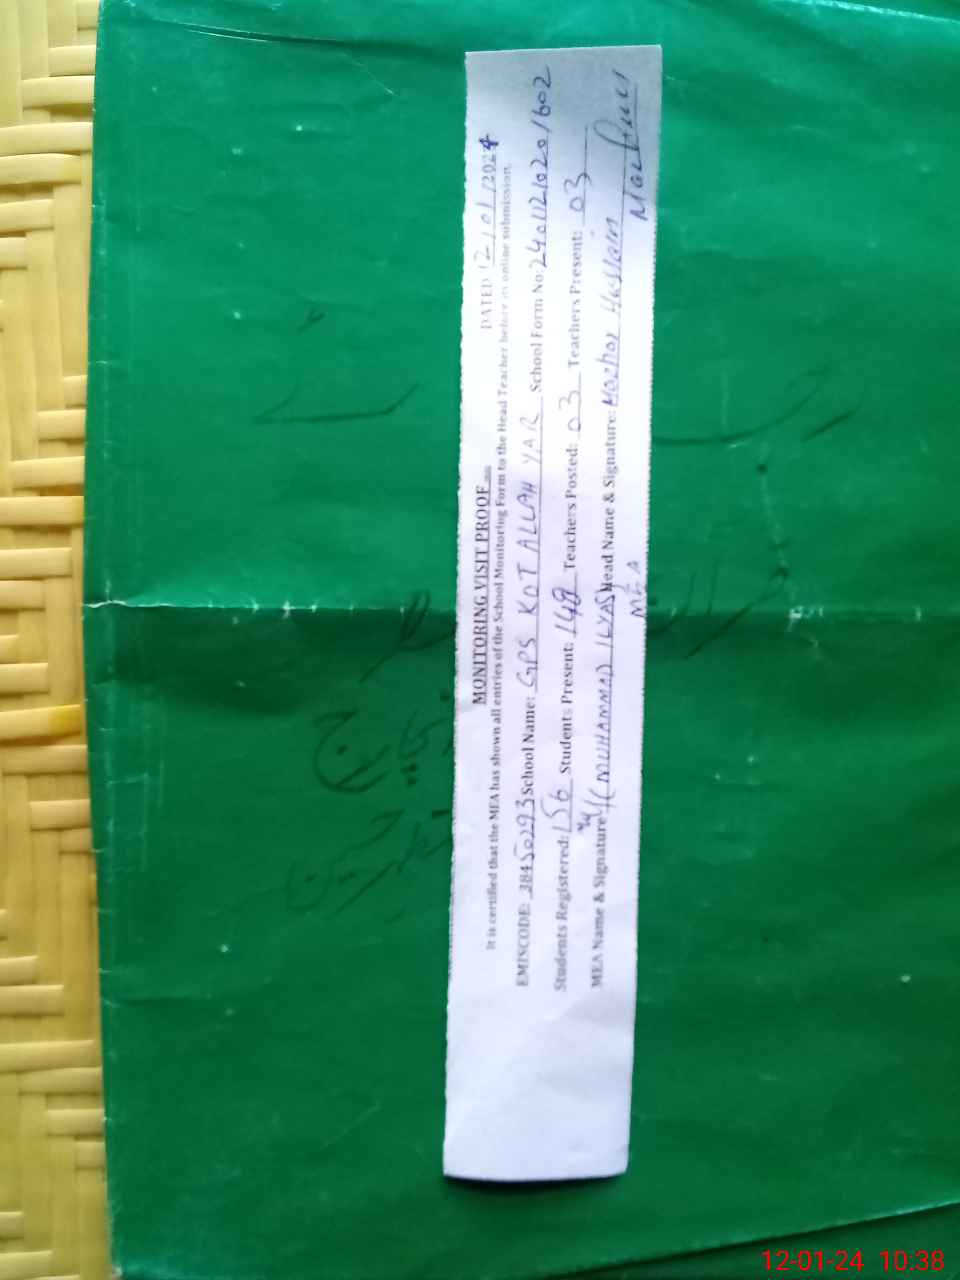 MONITORING VISIT PROOF
DATED 12/01/2024
It is certified that the MEA has shown all entries of the School Monitoring Form to the Head Teacher before its online submission.
EMISCODE: 38450293 School Name: GPS KOT ALLAH YAR School Form No: 24011210201602
Students Registered: 156 Students Present: 148 Teachers Posted: 03 Teachers Present: 03
MEA Name & Signature (MUHAMMAD ILYAS) Head Name & Signature: Mazhar Hussain
MEA
12-01-24 10:38